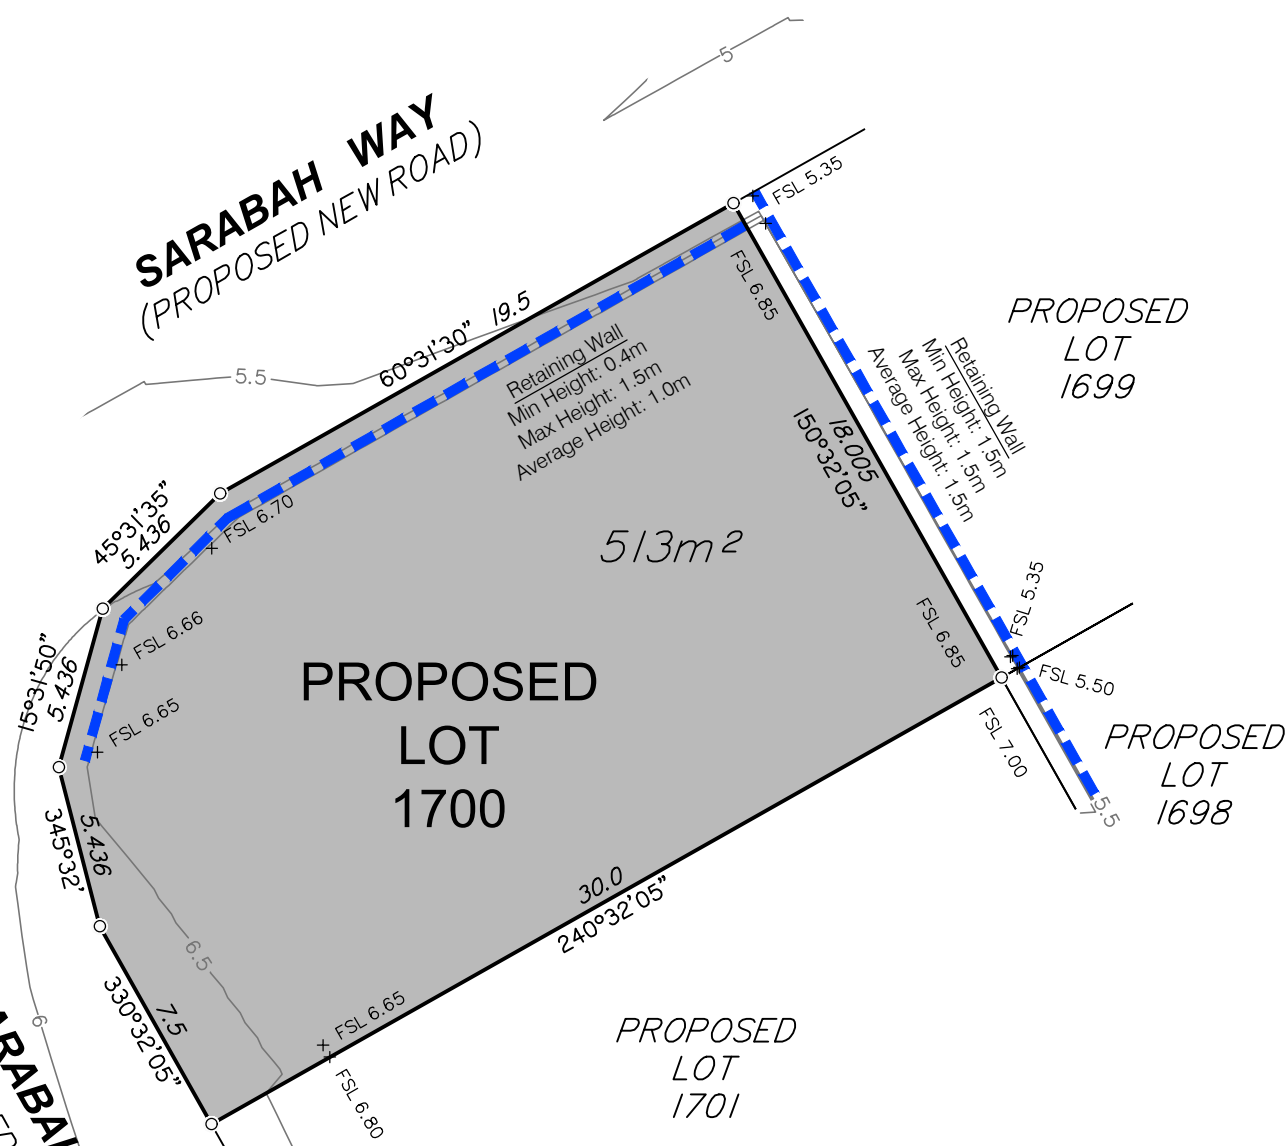 5
SARABAH WAY
(PROPOSED NEW ROAD)
FSL 5.35
FSL 6.85
5.5
60°31'30"
19.5
Retaining Wall
Min Height: 0.4m
Max Height: 1.5m
Average Height: 1.0m
PROPOSED
LOT
1699
Retaining Wall
Min Height: 1.5m
Max Height: 1.5m
Average Height: 1.5m
18.005
150°32'05"
45°31'35"
5.436
FSL 6.70
513m²
FSL 6.66
15°31'50"
5.436
FSL 6.65
PROPOSED
LOT
1700
FSL 6.85
FSL 5.35
FSL 5.50
FSL 7.00
PROPOSED
LOT
1698
7
5.5
345°32'
5.436
30.0
240°32'05"
6.5
6
330°32'05"
7.5
FSL 6.65
FSL 6.80
PROPOSED
LOT
1701
ARABAH